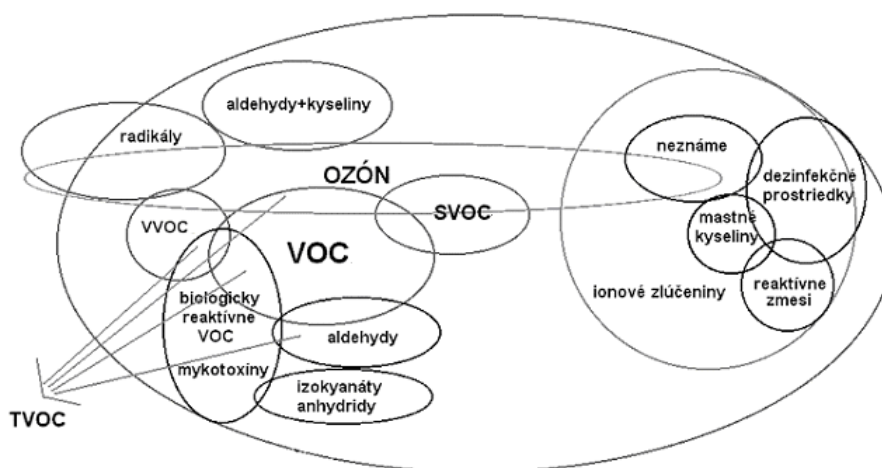 aldehydy+kyseliny
radikály
neznáme
OZÓN
dezinfekčné
prostriedky
SVOC
mastné
kyseliny
VVOC
VOC
biologicky
reaktívne
VOC
ionové zlúčeniny
reaktívne
zmesi
aldehydy
mykotoxíny
izokyanáty
anhydridy
TVOC